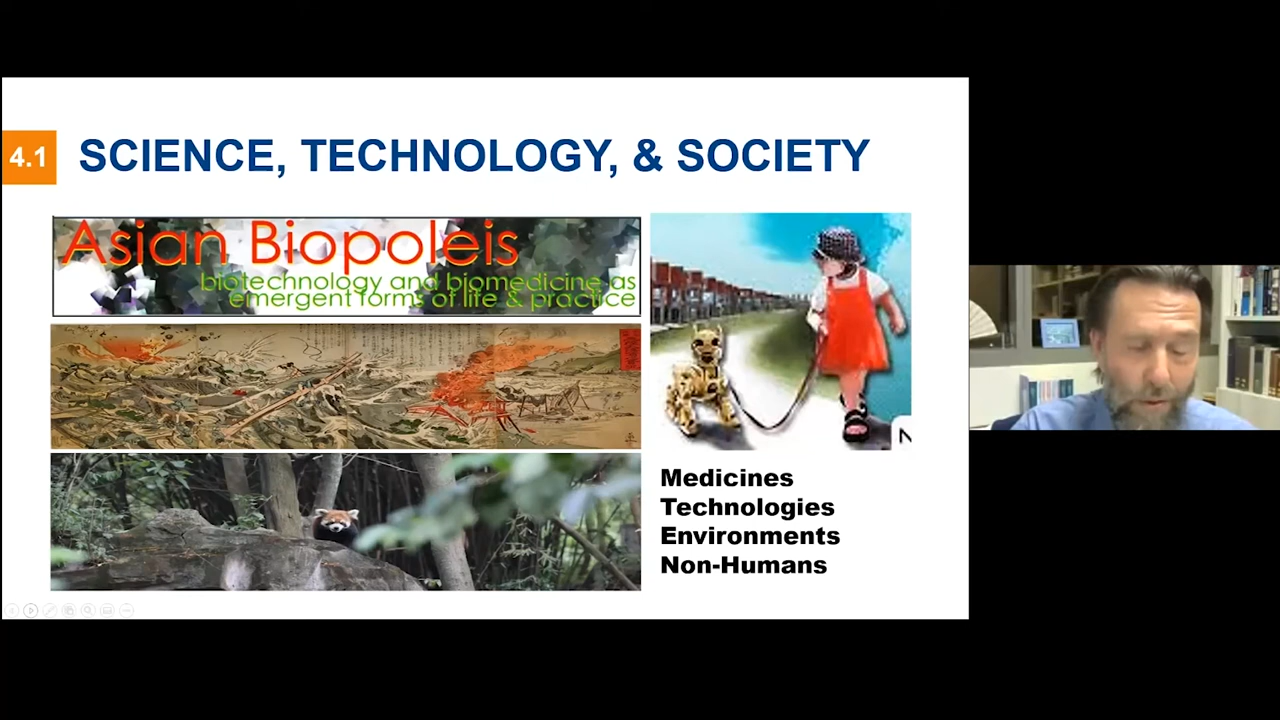 4.1
SCIENCE, TECHNOLOGY, & SOCIETY
Asian Biopoleis
biotechnology and biomedicine as
emergent forms of life & practice
Medicines
Technologies
Environments
Non-Humans